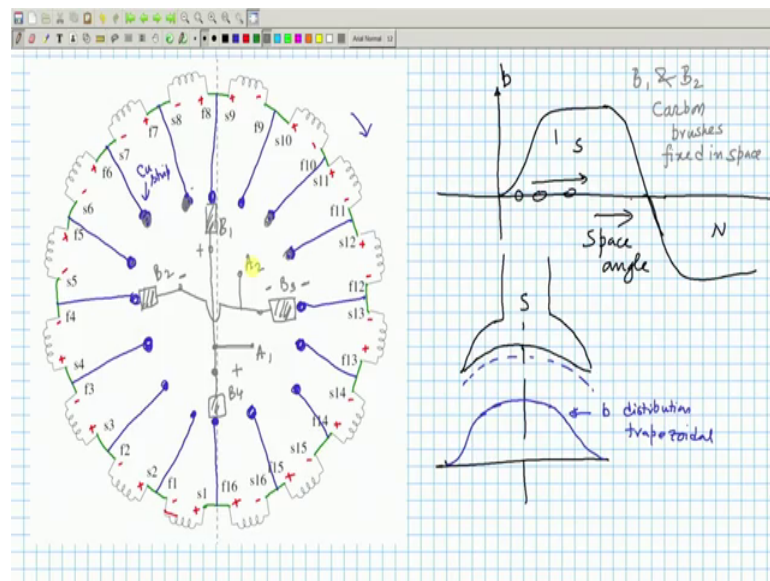 Arial Normal 12
b
B1 & B2
Carbon
brushes
fixed in space
S
N
Space
angle
S
b distribution
trapezoidal
Cu
strip
B1
+
B2 -
A2
- B3 -
A1
+
B4
f8
s9
f9
s10
f10
s11
f11
s12
f12
s13
f13
s14
f14
s15
f15
s16
f16
s1
f1
s2
f2
s3
f3
s4
f4
s5
f5
s6
f6
s7
f7
s8